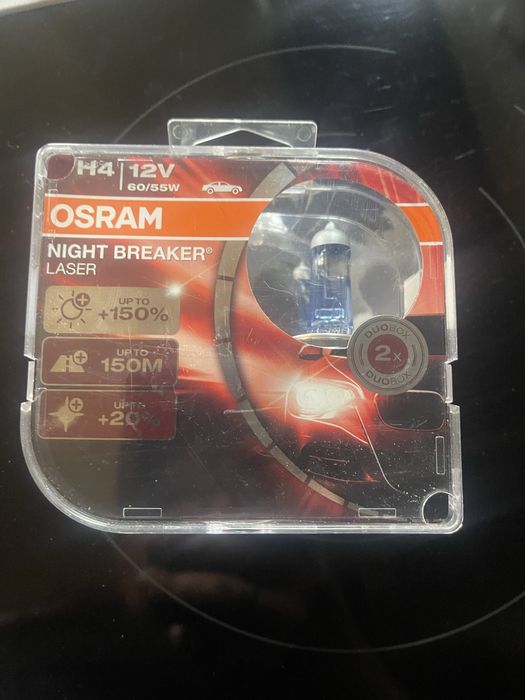 H4 12V
60/55W
OSRAM
NIGHT BREAKER®
LASER
UP TO
+150%
UP TO
150M
UP TO
+20%
DUOBOX
2x
DUOBOX